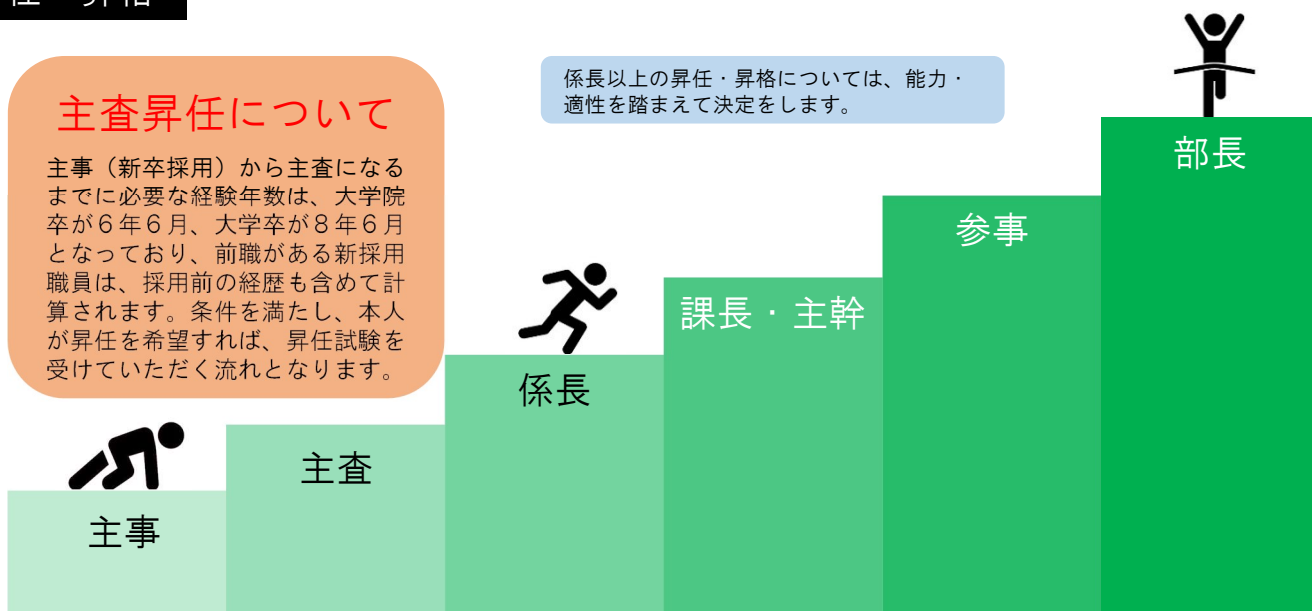 昇格
主査昇任について
主事（新卒採用）から主査になる
までに必要な経験年数は、大学院
卒が６年６月、大学卒が８年６月
となっており、前職がある新採用
職員は、採用前の経歴も含めて計
算されます。条件を満たし、本人
が昇任を希望すれば、昇任試験を
受けていただく流れとなります。
係長以上の昇任・昇格については、能力・
適性を踏まえて決定をします。
部長
参事
課長・主幹
係長
主査
主事